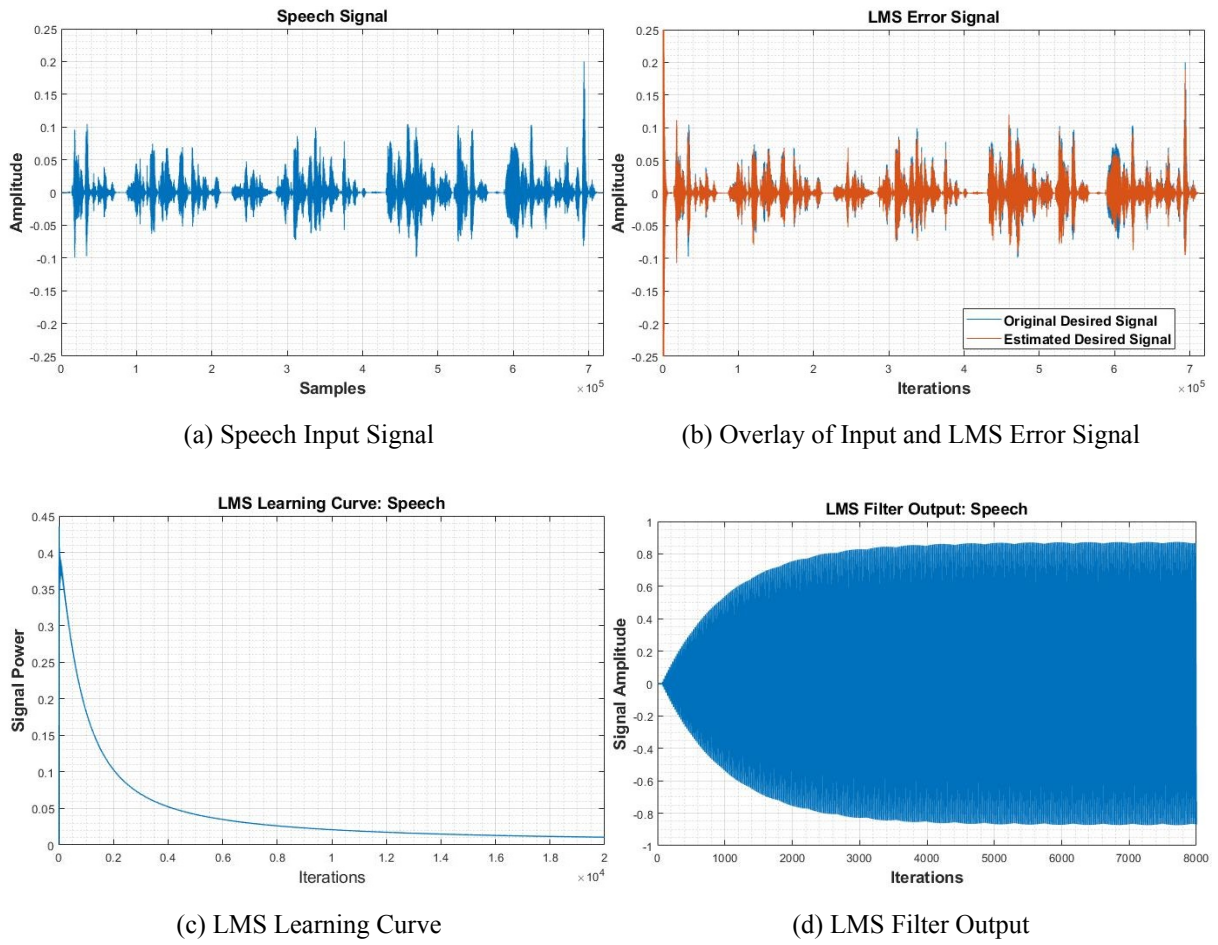 Speech Signal
0.25
0.2
0.15
0.1
0.05
0
-0.05
-0.1
-0.15
-0.2
-0.25
Amplitude
0 1 2 3 4 5 6 7
×10^5
Samples
(a) Speech Input Signal
LMS Error Signal
0.25
0.2
0.15
0.1
0.05
0
-0.05
-0.1
-0.15
-0.2
-0.25
Amplitude
Original Desired Signal
Estimated Desired Signal
0 1 2 3 4 5 6 7
×10^5
Iterations
(b) Overlay of Input and LMS Error Signal
LMS Learning Curve: Speech
0.45
0.4
0.35
0.3
0.25
0.2
0.15
0.1
0.05
0
Signal Power
0 0.2 0.4 0.6 0.8 1 1.2 1.4 1.6 1.8 2
×10^4
Iterations
(c) LMS Learning Curve
LMS Filter Output: Speech
1
0.8
0.6
0.4
0.2
0
-0.2
-0.4
-0.6
-0.8
-1
Signal Amplitude
0 1000 2000 3000 4000 5000 6000 7000 8000
Iterations
(d) LMS Filter Output